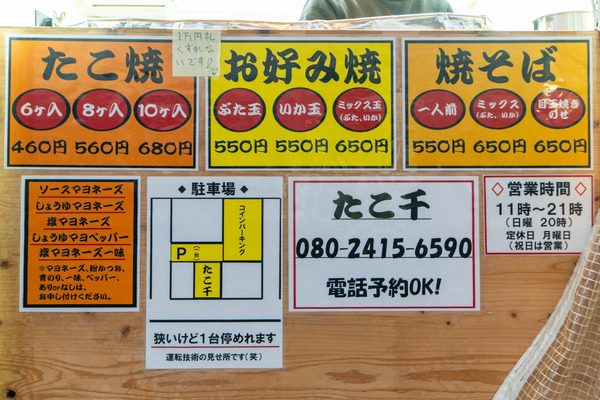 たこ焼
6ヶ入 8ヶ入 10ヶ入
460円 560円 680円
1万円札
くずれな
いです!
お好み焼
ぶた玉 いか玉 ミックス玉
(ぶた、いか)
550円 550円 650円
焼そば
一人前 ミックス 目玉焼き
(ぶた、いか) のせ
550円 650円 650円
ソースマヨネーズ
しょうゆマヨネーズ
塩マヨネーズ
しょうゆマヨペッパー
塩マヨネーズ一味
*マヨネーズ、粉かつお、
青のり、一味、ペッパー、
ありorなしは、
お申し付けください。
◆ 駐車場 ◆
コインパーキング
P(一台)
たこ千
狭いけど1台停めれます
運転技術の見せ所です(笑)
たこ千
080-2415-6590
電話予約OK!
◇営業時間◇
11時〜21時
(日曜 20時)
定休日 月曜日
(祝日は営業)